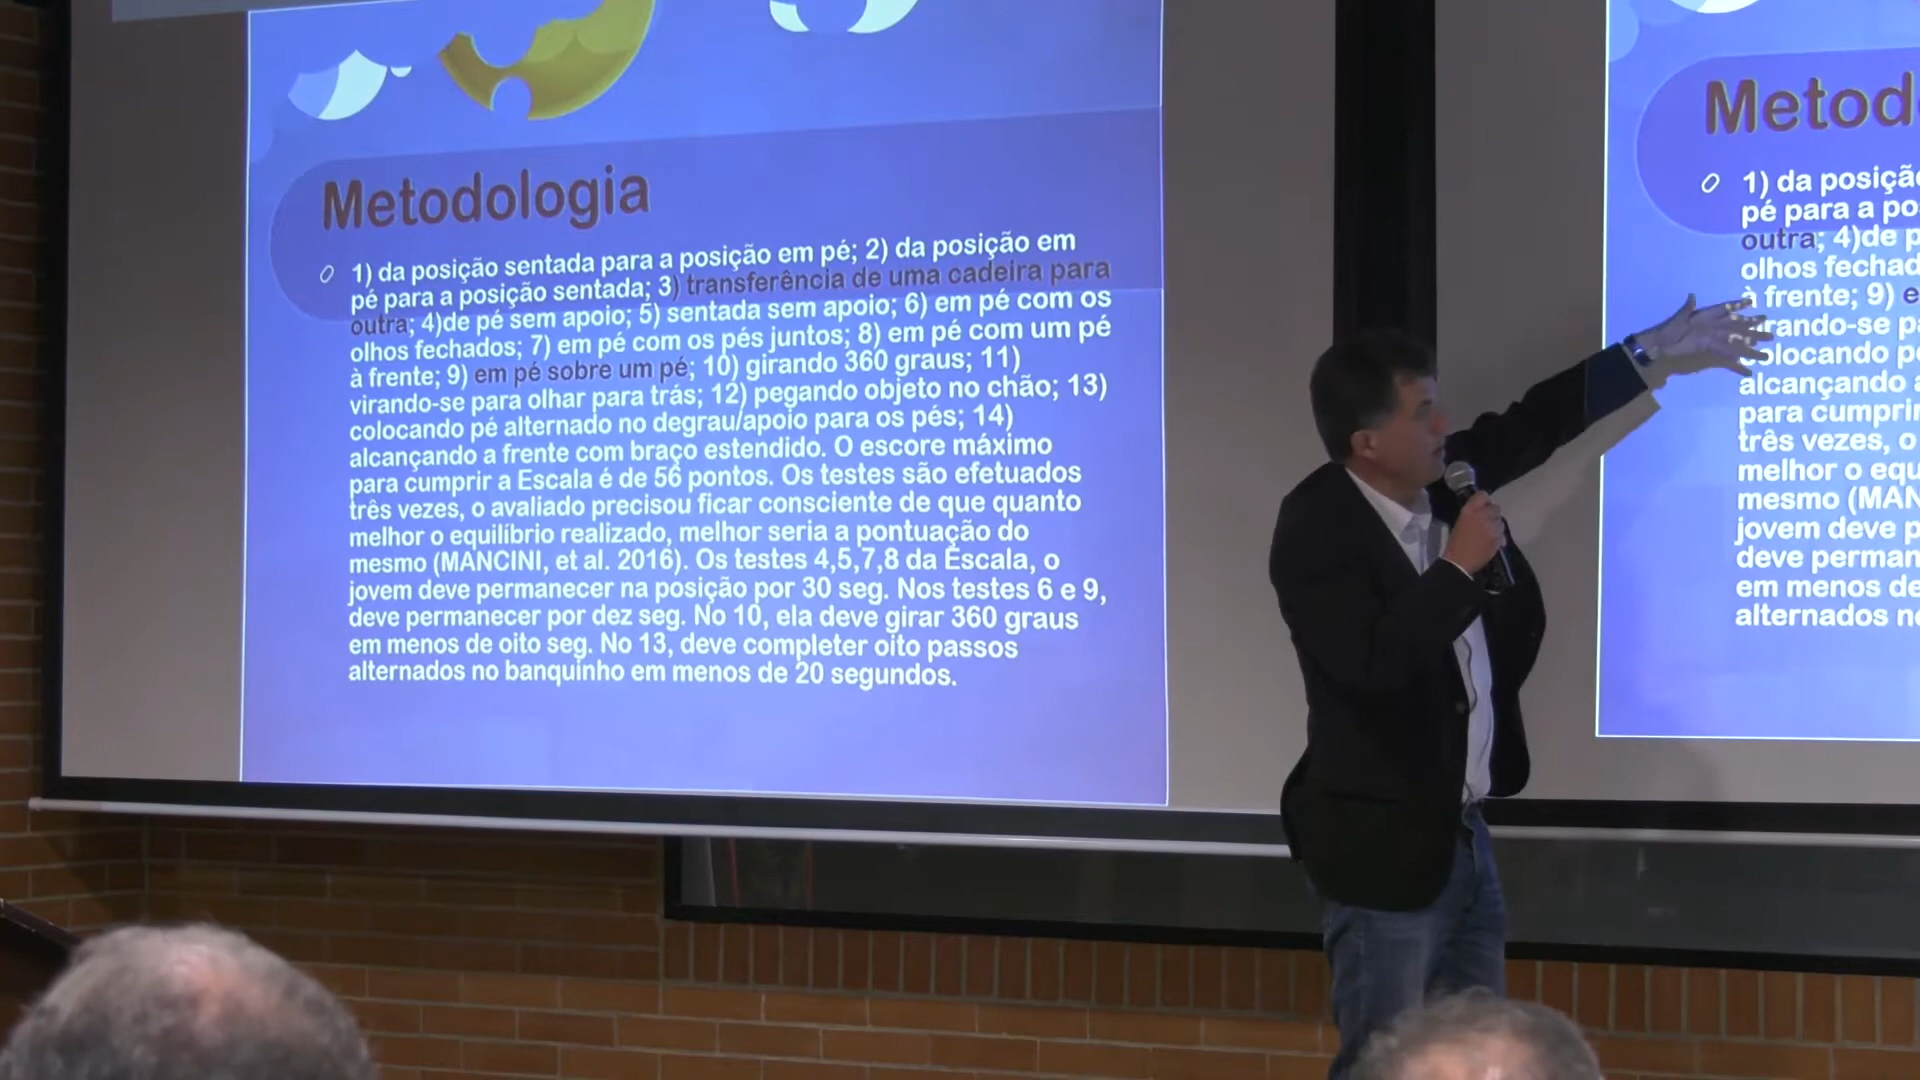 Metodologia
1) da posição sentada para a posição em pé; 2) da posição em
pé para a posição sentada; 3) transferência de uma cadeira para
outra; 4)de pé sem apoio; 5) sentada sem apoio; 6) em pé com os
olhos fechados; 7) em pé com os pés juntos; 8) em pé com um pé
à frente; 9) em pé sobre um pé; 10) girando 360 graus; 11)
virando-se para olhar para trás; 12) pegando objeto no chão; 13)
colocando pé alternado no degrau/apoio para os pés; 14)
alcançando a frente com braço estendido. O escore máximo
para cumprir a Escala é de 56 pontos. Os testes são efetuados
três vezes, o avaliado precisou ficar consciente de que quanto
melhor o equilíbrio realizado, melhor seria a pontuação do
mesmo (MANCINI, et al. 2016). Os testes 4,5,7,8 da Escala, o
jovem deve permanecer na posição por 30 seg. Nos testes 6 e 9,
deve permanecer por dez seg. No 10, ela deve girar 360 graus
em menos de oito seg. No 13, deve completer oito passos
alternados no banquinho em menos de 20 segundos.
Metod
1) da posiçã
pé para a po
outra; 4)de p
olhos fechad
à frente; 9) e
irando-se p
olocando p
alcançando a
para cumprir
três vezes, o
melhor o equ
mesmo (MAN
jovem deve p
deve perman
em menos de
alternados n